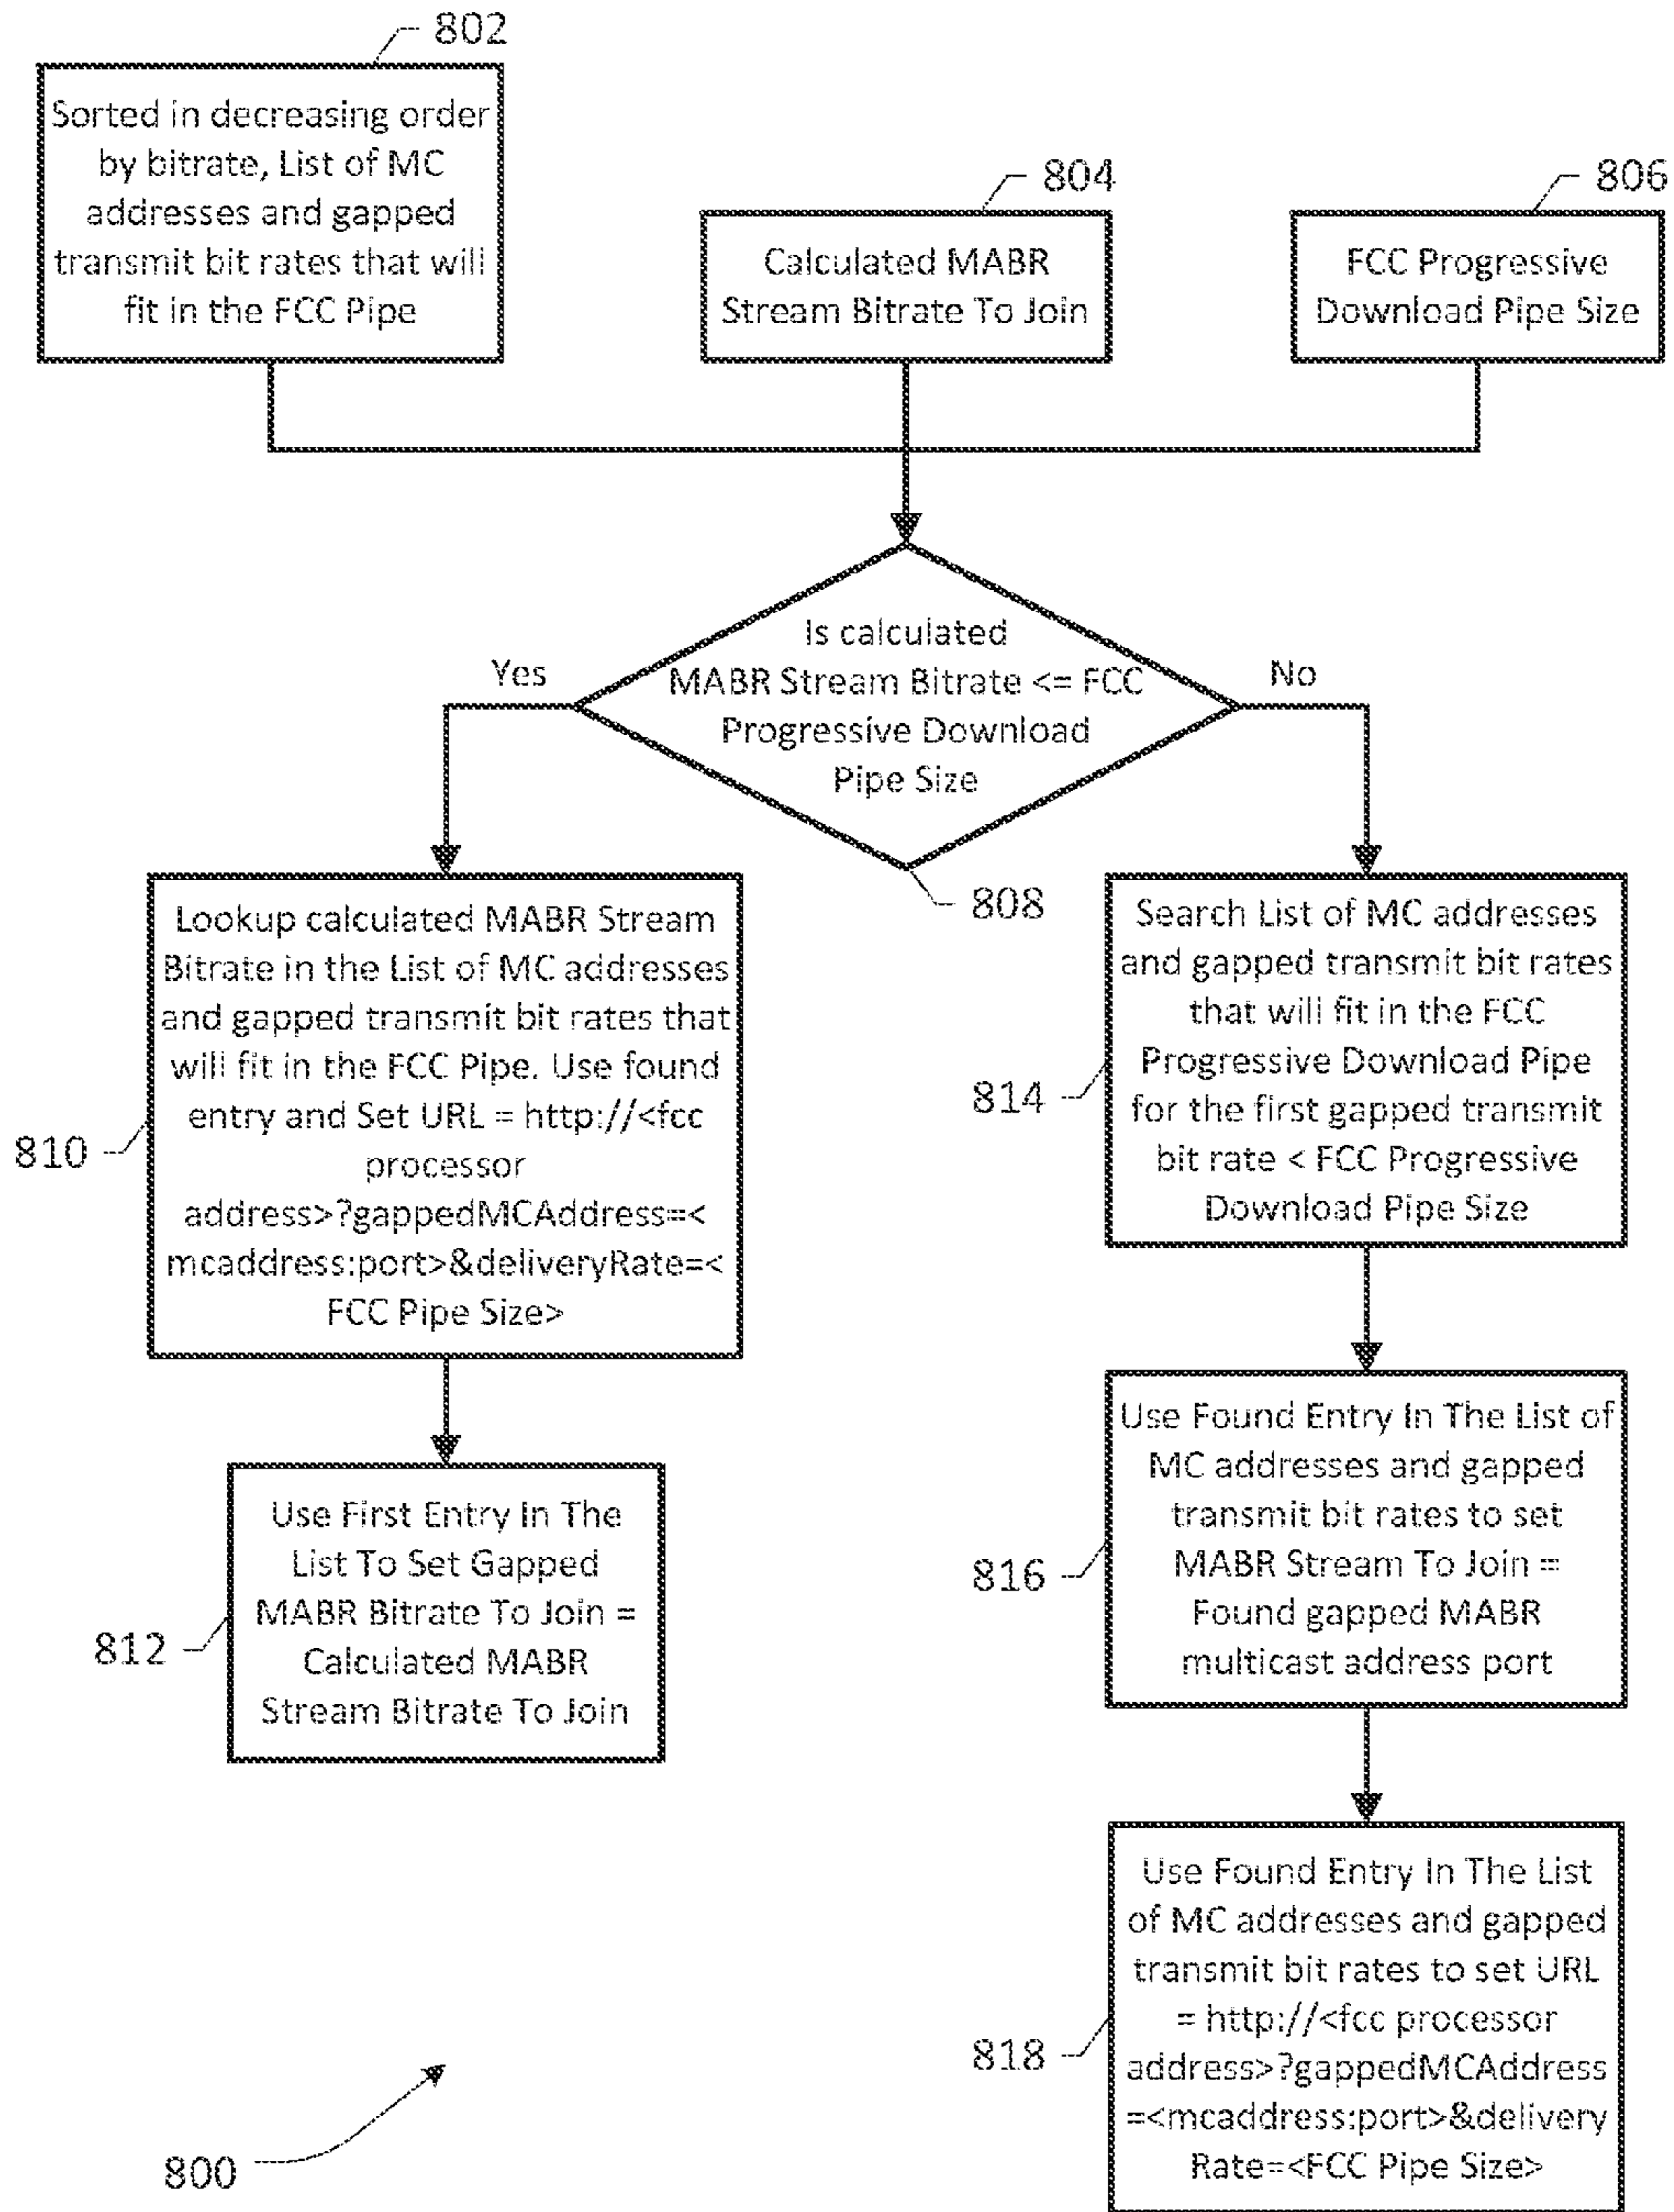 802
Sorted in decreasing order
by bitrate, List of MC
addresses and gapped
transmit bit rates that will
fit in the FCC Pipe
804
Calculated MABR
Stream Bitrate To Join
806
FCC Progressive
Download Pipe Size
Is calculated
MABR Stream Bitrate <= FCC
Progressive Download
Pipe Size
Yes
No
808
Lookup calculated MABR Stream
Bitrate in the List of MC addresses
and gapped transmit bit rates that
will fit in the FCC Pipe. Use found
entry and Set URL = http://<fcc
processor
address>?gappedMCAddress=<
mcaddress:port>&deliveryRate=<
FCC Pipe Size>
810
Use First Entry In The
List To Set Gapped
MABR Bitrate To Join =
Calculated MABR
Stream Bitrate To Join
812
Search List of MC addresses
and gapped transmit bit rates
that will fit in the FCC
Progressive Download Pipe
for the first gapped transmit
bit rate < FCC Progressive
Download Pipe Size
814
Use Found Entry In The List of
MC addresses and gapped
transmit bit rates to set
MABR Stream To Join =
Found gapped MABR
multicast address port
816
Use Found Entry In The List
of MC addresses and gapped
transmit bit rates to set URL
= http://<fcc processor
address>?gappedMCAddress
=<mcaddress:port>&delivery
Rate=<FCC Pipe Size>
818
800